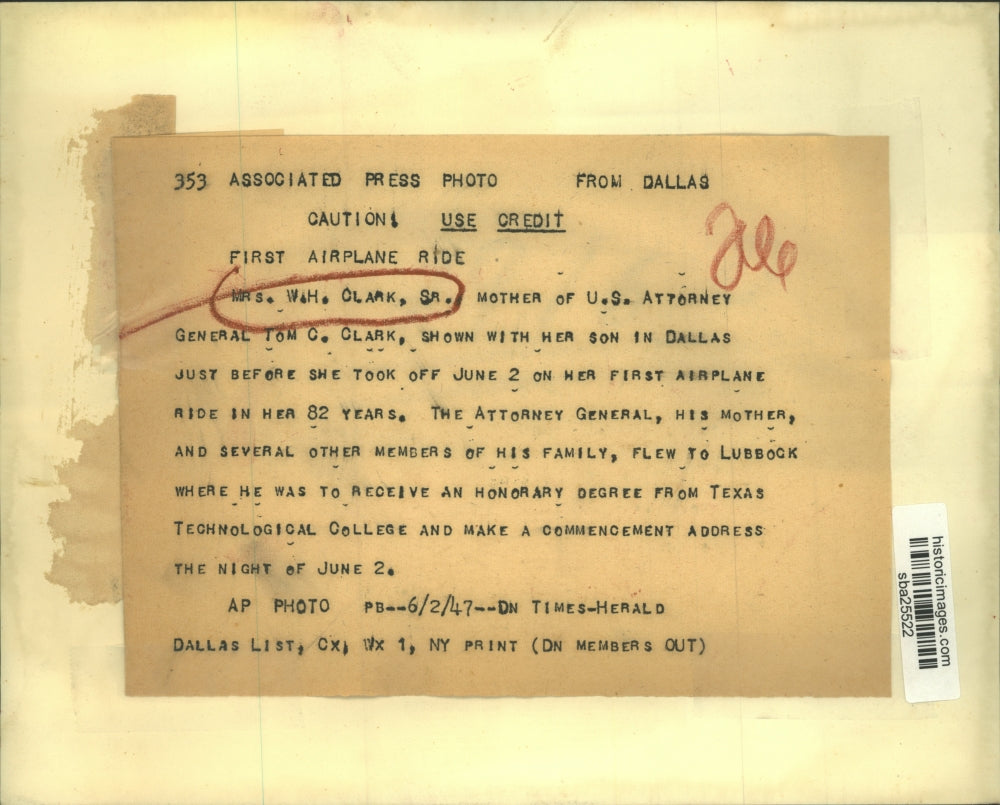 353 ASSOCIATED PRESS PHOTO FROM DALLAS
CAUTION! USE CREDIT
FIRST AIRPLANE RIDE
MRS. W.H. CLARK, SR., MOTHER OF U.S. ATTORNEY
GENERAL TOM C. CLARK, SHOWN WITH HER SON IN DALLAS
JUST BEFORE SHE TOOK OFF JUNE 2 ON HER FIRST AIRPLANE
RIDE IN HER 82 YEARS. THE ATTORNEY GENERAL, HIS MOTHER,
AND SEVERAL OTHER MEMBERS OF HIS FAMILY, FLEW TO LUBBOCK
WHERE HE WAS TO RECEIVE AN HONORARY DEGREE FROM TEXAS
TECHNOLOGICAL COLLEGE AND MAKE A COMMENCEMENT ADDRESS
THE NIGHT OF JUNE 2.
AP PHOTO PB--6/2/47--DN TIMES-HERALD
DALLAS LIST, CX, WX 1, NY PRINT (DN MEMBERS OUT)
historicimages.com
sba25522